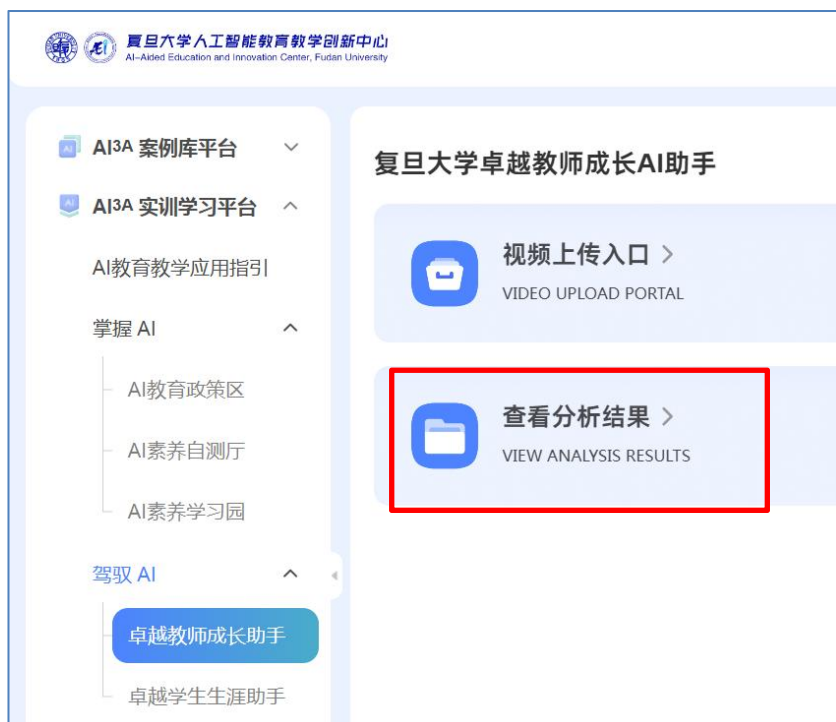 复旦大学人工智能教育教学创新中心
AI-Aided Education and Innovation Center, Fudan University
AI³ᴬ 案例库平台
AI³ᴬ 实训学习平台
AI教育教学应用指引
掌握 AI
AI教育政策区
AI素养自测厅
AI素养学习园
驾驭 AI
卓越教师成长助手
卓越学生生涯助手
复旦大学卓越教师成长AI助手
视频上传入口 >
VIDEO UPLOAD PORTAL
查看分析结果 >
VIEW ANALYSIS RESULTS